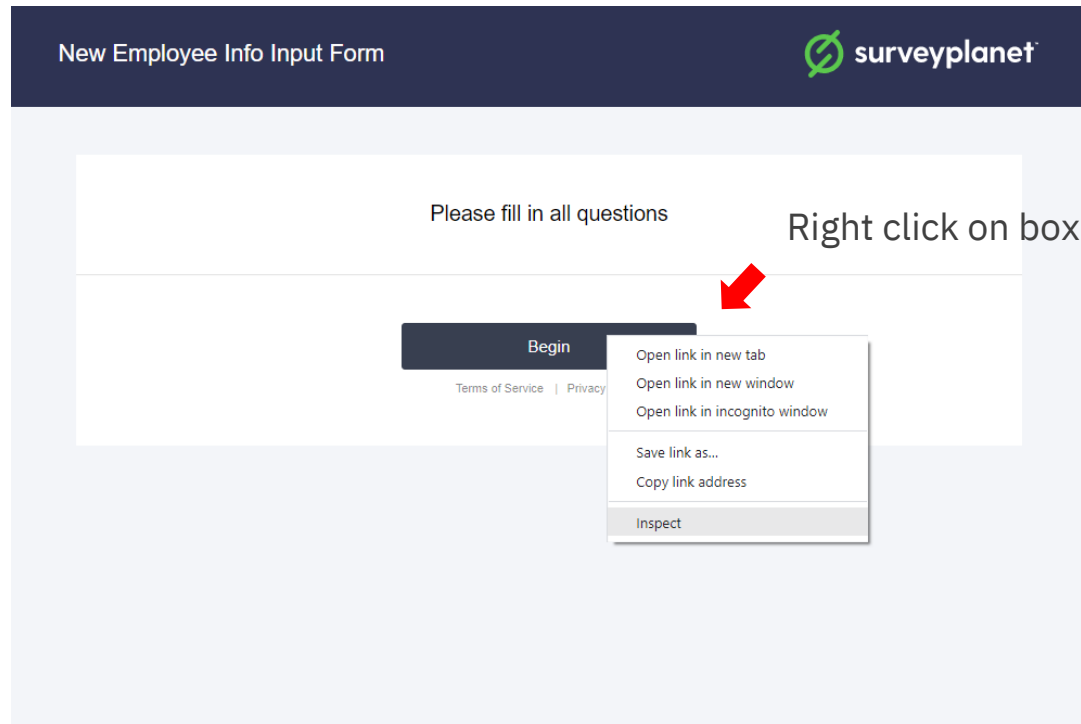 New Employee Info Input Form
surveyplanet
Please fill in all questions
Right click on box
Begin
Terms of Service | Privacy
Open link in new tab
Open link in new window
Open link in incognito window
Save link as...
Copy link address
Inspect